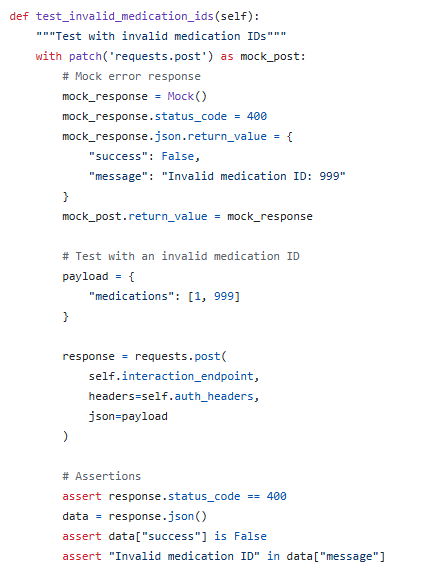 def test_invalid_medication_ids(self):
    """Test with invalid medication IDs"""
    with patch('requests.post') as mock_post:
        # Mock error response
        mock_response = Mock()
        mock_response.status_code = 400
        mock_response.json.return_value = {
            "success": False,
            "message": "Invalid medication ID: 999"
        }
        mock_post.return_value = mock_response

        # Test with an invalid medication ID
        payload = {
            "medications": [1, 999]
        }

        response = requests.post(
            self.interaction_endpoint,
            headers=self.auth_headers,
            json=payload
        )

        # Assertions
        assert response.status_code == 400
        data = response.json()
        assert data["success"] is False
        assert "Invalid medication ID" in data["message"]